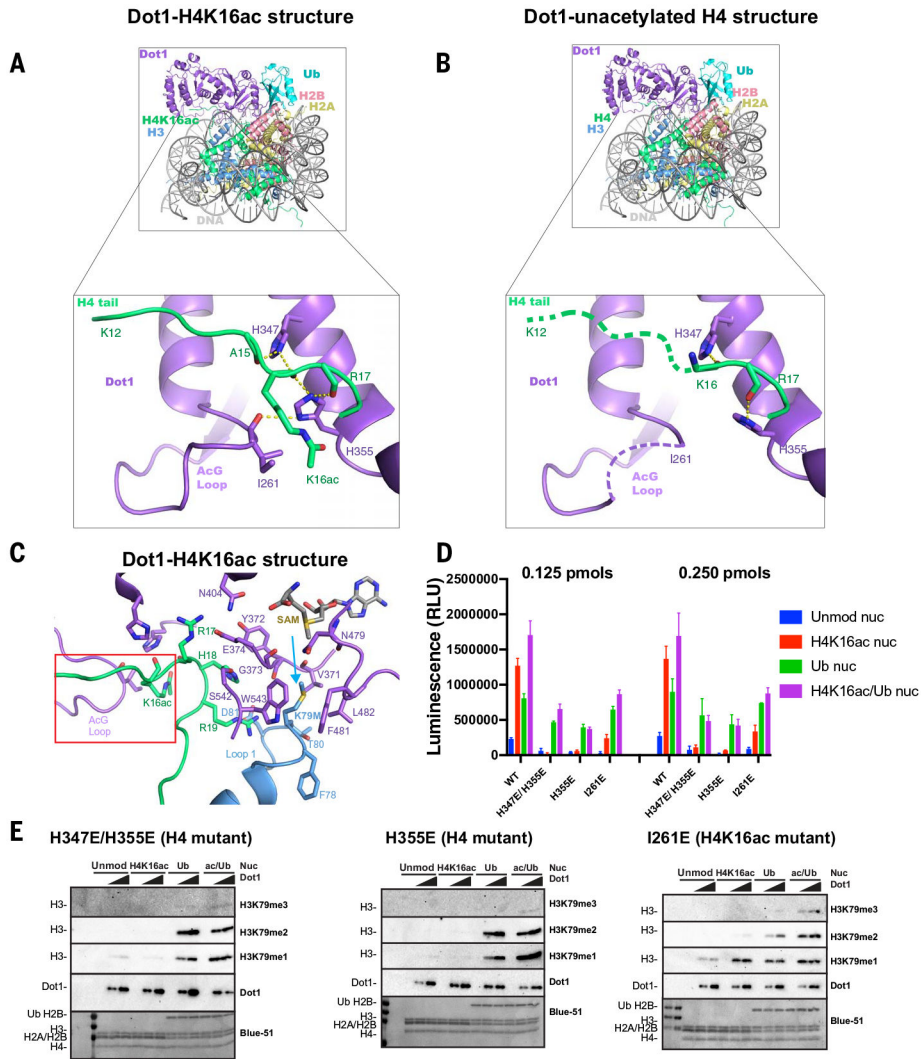 Dot1-H4K16ac structure
Dot1-unacetylated H4 structure
A
Dot1
Ub
H2B
H2A
H4K16ac
H3
DNA
H4 tail
K12
A15
H347
R17
Dot1
H355
AcG
Loop
I261
K16ac
B
Dot1
Ub
H2B
H2A
H4
H3
DNA
H4 tail
K12
H347
K16
R17
Dot1
I261
H355
AcG
Loop
C
Dot1-H4K16ac structure
N404
SAM
R17
Y372
E374
N479
H18
G373
V371
K16ac
S542
W543
AcG
Loop
D81
K79M
L482
R19
F481
Loop 1
T80
F78
D
0.125 pmols
0.250 pmols
Luminescence (RLU)
2500000
2000000
1500000
1000000
500000
0
WT
H347E/ H355E
H355E
I261E
WT
H347E/ H355E
H355E
I261E
Unmod nuc
H4K16ac nuc
Ub nuc
H4K16ac/Ub nuc
E
H347E/H355E (H4 mutant)
Unmod H4K16ac Ub ac/Ub Nuc
Dot1
H3- H3K79me3
H3- H3K79me2
H3- H3K79me1
Dot1- Dot1
Ub H2B-
H3-
H2A/H2B
H4-
Blue-51
H355E (H4 mutant)
Unmod H4K16ac Ub ac/Ub Nuc
Dot1
H3- H3K79me3
H3- H3K79me2
H3- H3K79me1
Dot1- Dot1
Ub H2B-
H3-
H2A/H2B
H4-
Blue-51
I261E (H4K16ac mutant)
Unmod H4K16ac Ub ac/Ub Nuc
Dot1
H3- H3K79me3
H3- H3K79me2
H3- H3K79me1
Dot1- Dot1
Ub H2B-
H3-
H2A/H2B
H4-
Blue-51